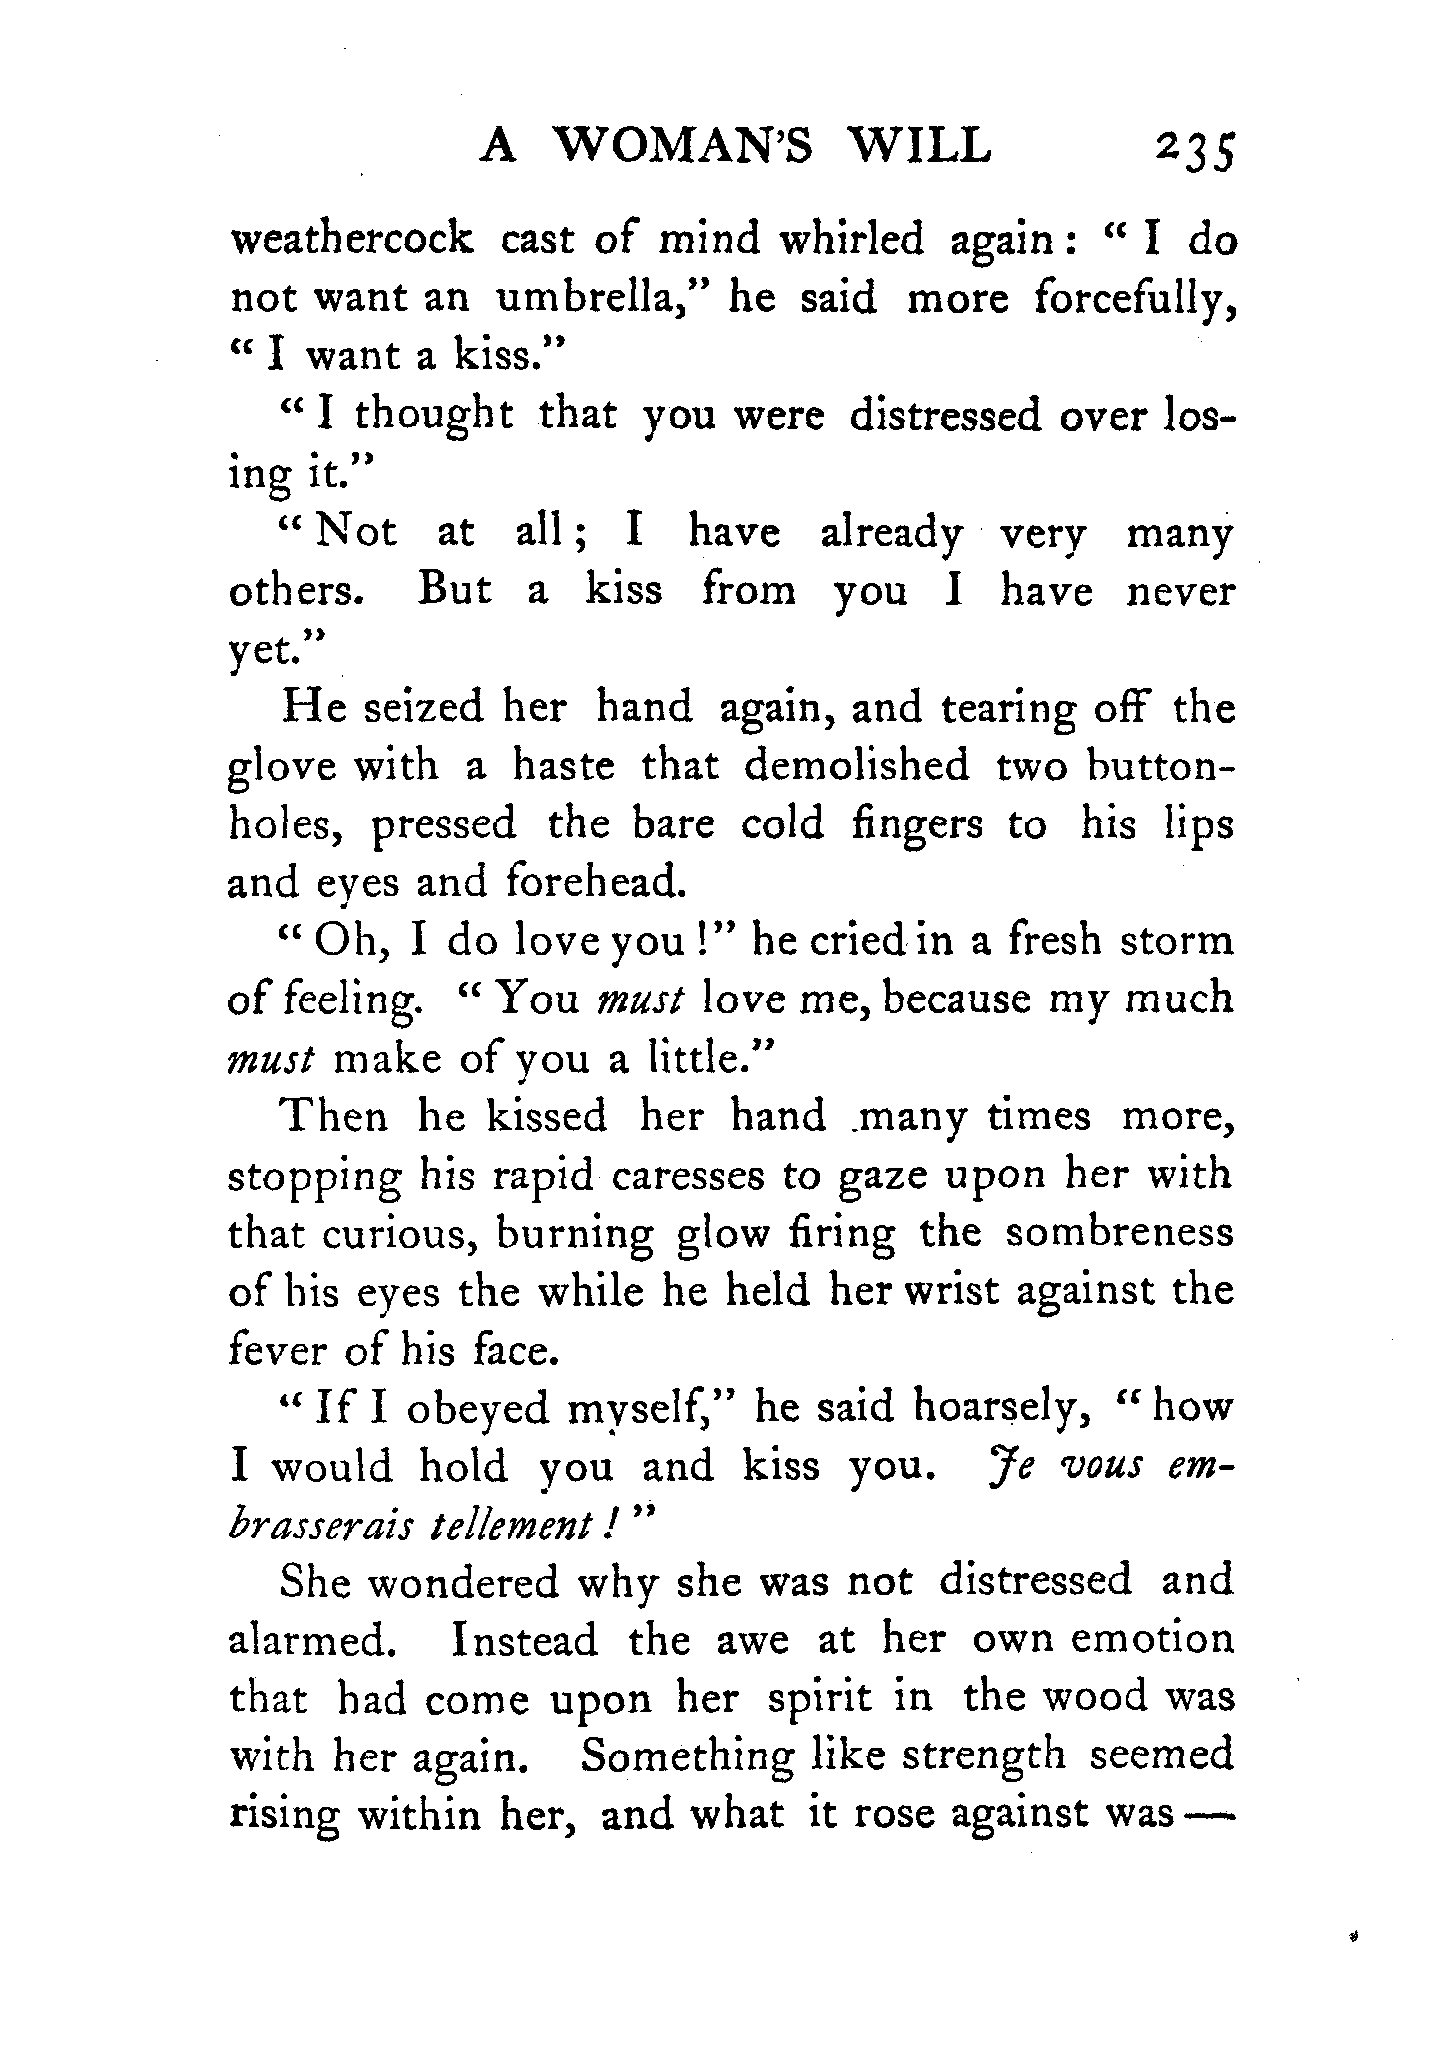 A WOMAN'S WILL 235
weathercock cast of mind whirled again: "I do
not want an umbrella," he said more forcefully,
"I want a kiss."
"I thought that you were distressed over los-
ing it."
"Not at all; I have already very many
others. But a kiss from you I have never
yet."
He seized her hand again, and tearing off the
glove with a haste that demolished two button-
holes, pressed the bare cold fingers to his lips
and eyes and forehead.
"Oh, I do love you!" he cried in a fresh storm
of feeling. "You must love me, because my much
must make of you a little."
Then he kissed her hand many times more,
stopping his rapid caresses to gaze upon her with
that curious, burning glow firing the sombreness
of his eyes the while he held her wrist against the
fever of his face.
"If I obeyed myself," he said hoarsely, "how
I would hold you and kiss you. Je vous em-
brasserais tellement!"
She wondered why she was not distressed and
alarmed. Instead the awe at her own emotion
that had come upon her spirit in the wood was
with her again. Something like strength seemed
rising within her, and what it rose against was—